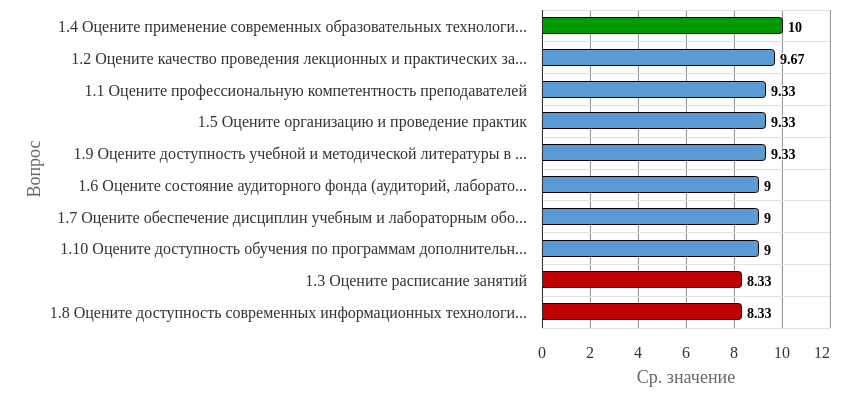 1.4 Оцените применение современных образовательных технологи... 10
1.2 Оцените качество проведения лекционных и практических за... 9.67
1.1 Оцените профессиональную компетентность преподавателей 9.33
1.5 Оцените организацию и проведение практик 9.33
1.9 Оцените доступность учебной и методической литературы в ... 9.33
1.6 Оцените состояние аудиторного фонда (аудиторий, лаборато... 9
1.7 Оцените обеспечение дисциплин учебным и лабораторным обо... 9
1.10 Оцените доступность обучения по программам дополнительн... 9
1.3 Оцените расписание занятий 8.33
1.8 Оцените доступность современных информационных технологи... 8.33
Вопрос
0 2 4 6 8 10 12
Ср. значение